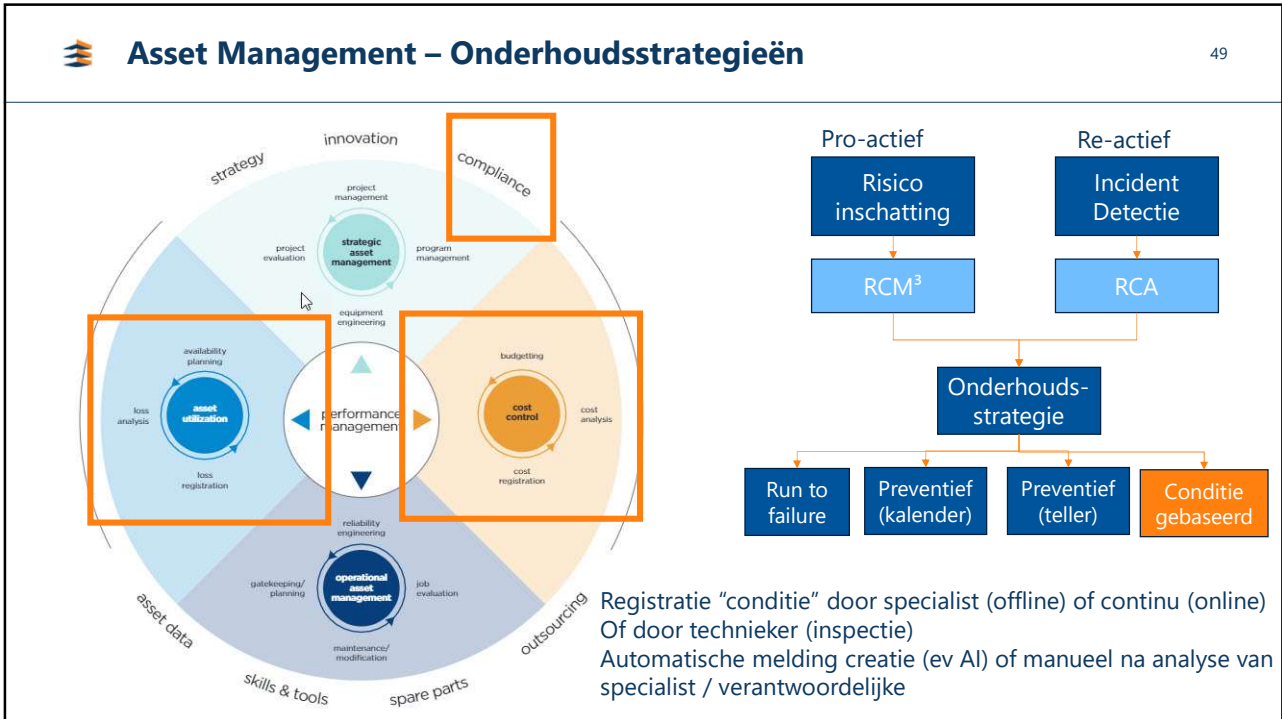 Asset Management – Onderhoudsstrategieën
49
innovation
strategy
compliance
project
management
project
evaluation
strategic
asset
management
program
management
equipment
engineering
availability
planning
loss
analysis
asset
utilization
loss
registration
performance
management
budgetting
cost
control
cost
analysis
cost
registration
reliability
engineering
gatekeeping/
planning
operational
asset
management
job
evaluation
maintenance/
modification
asset data
skills & tools
spare parts
outsourcing
Pro-actief
Re-actief
Risico
inschatting
Incident
Detectie
RCM³
RCA
Onderhouds-
strategie
Run to
failure
Preventief
(kalender)
Preventief
(teller)
Conditie
gebaseerd
Registratie “conditie” door specialist (offline) of continu (online)
Of door technieker (inspectie)
Automatische melding creatie (ev AI) of manueel na analyse van
specialist / verantwoordelijke